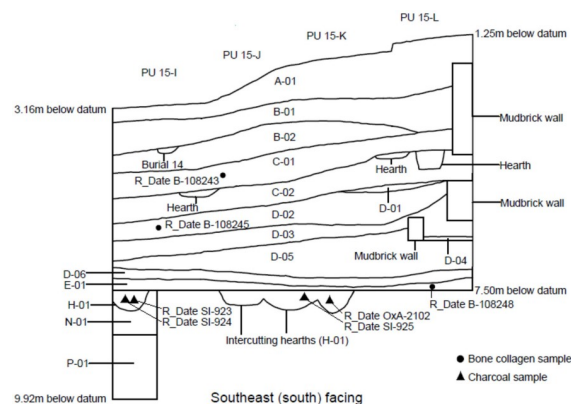 PU 15-L
1.25m below datum
PU 15-K
PU 15-J
PU 15-I
A-01
3.16m below datum
B-01
Mudbrick wall
B-02
Burial 14
C-01
Hearth
Hearth
R_Date B-108243
C-02
Hearth
D-01
Mudbrick wall
D-02
R_Date B-108245
D-03
Mudbrick wall
D-04
D-05
D-06
E-01
7.50m below datum
H-01
R_Date SI-923
R_Date SI-924
R_Date B-108248
R_Date OxA-2102
R_Date SI-925
N-01
Intercutting hearths (H-01)
P-01
Bone collagen sample
Charcoal sample
9.92m below datum
Southeast (south) facing